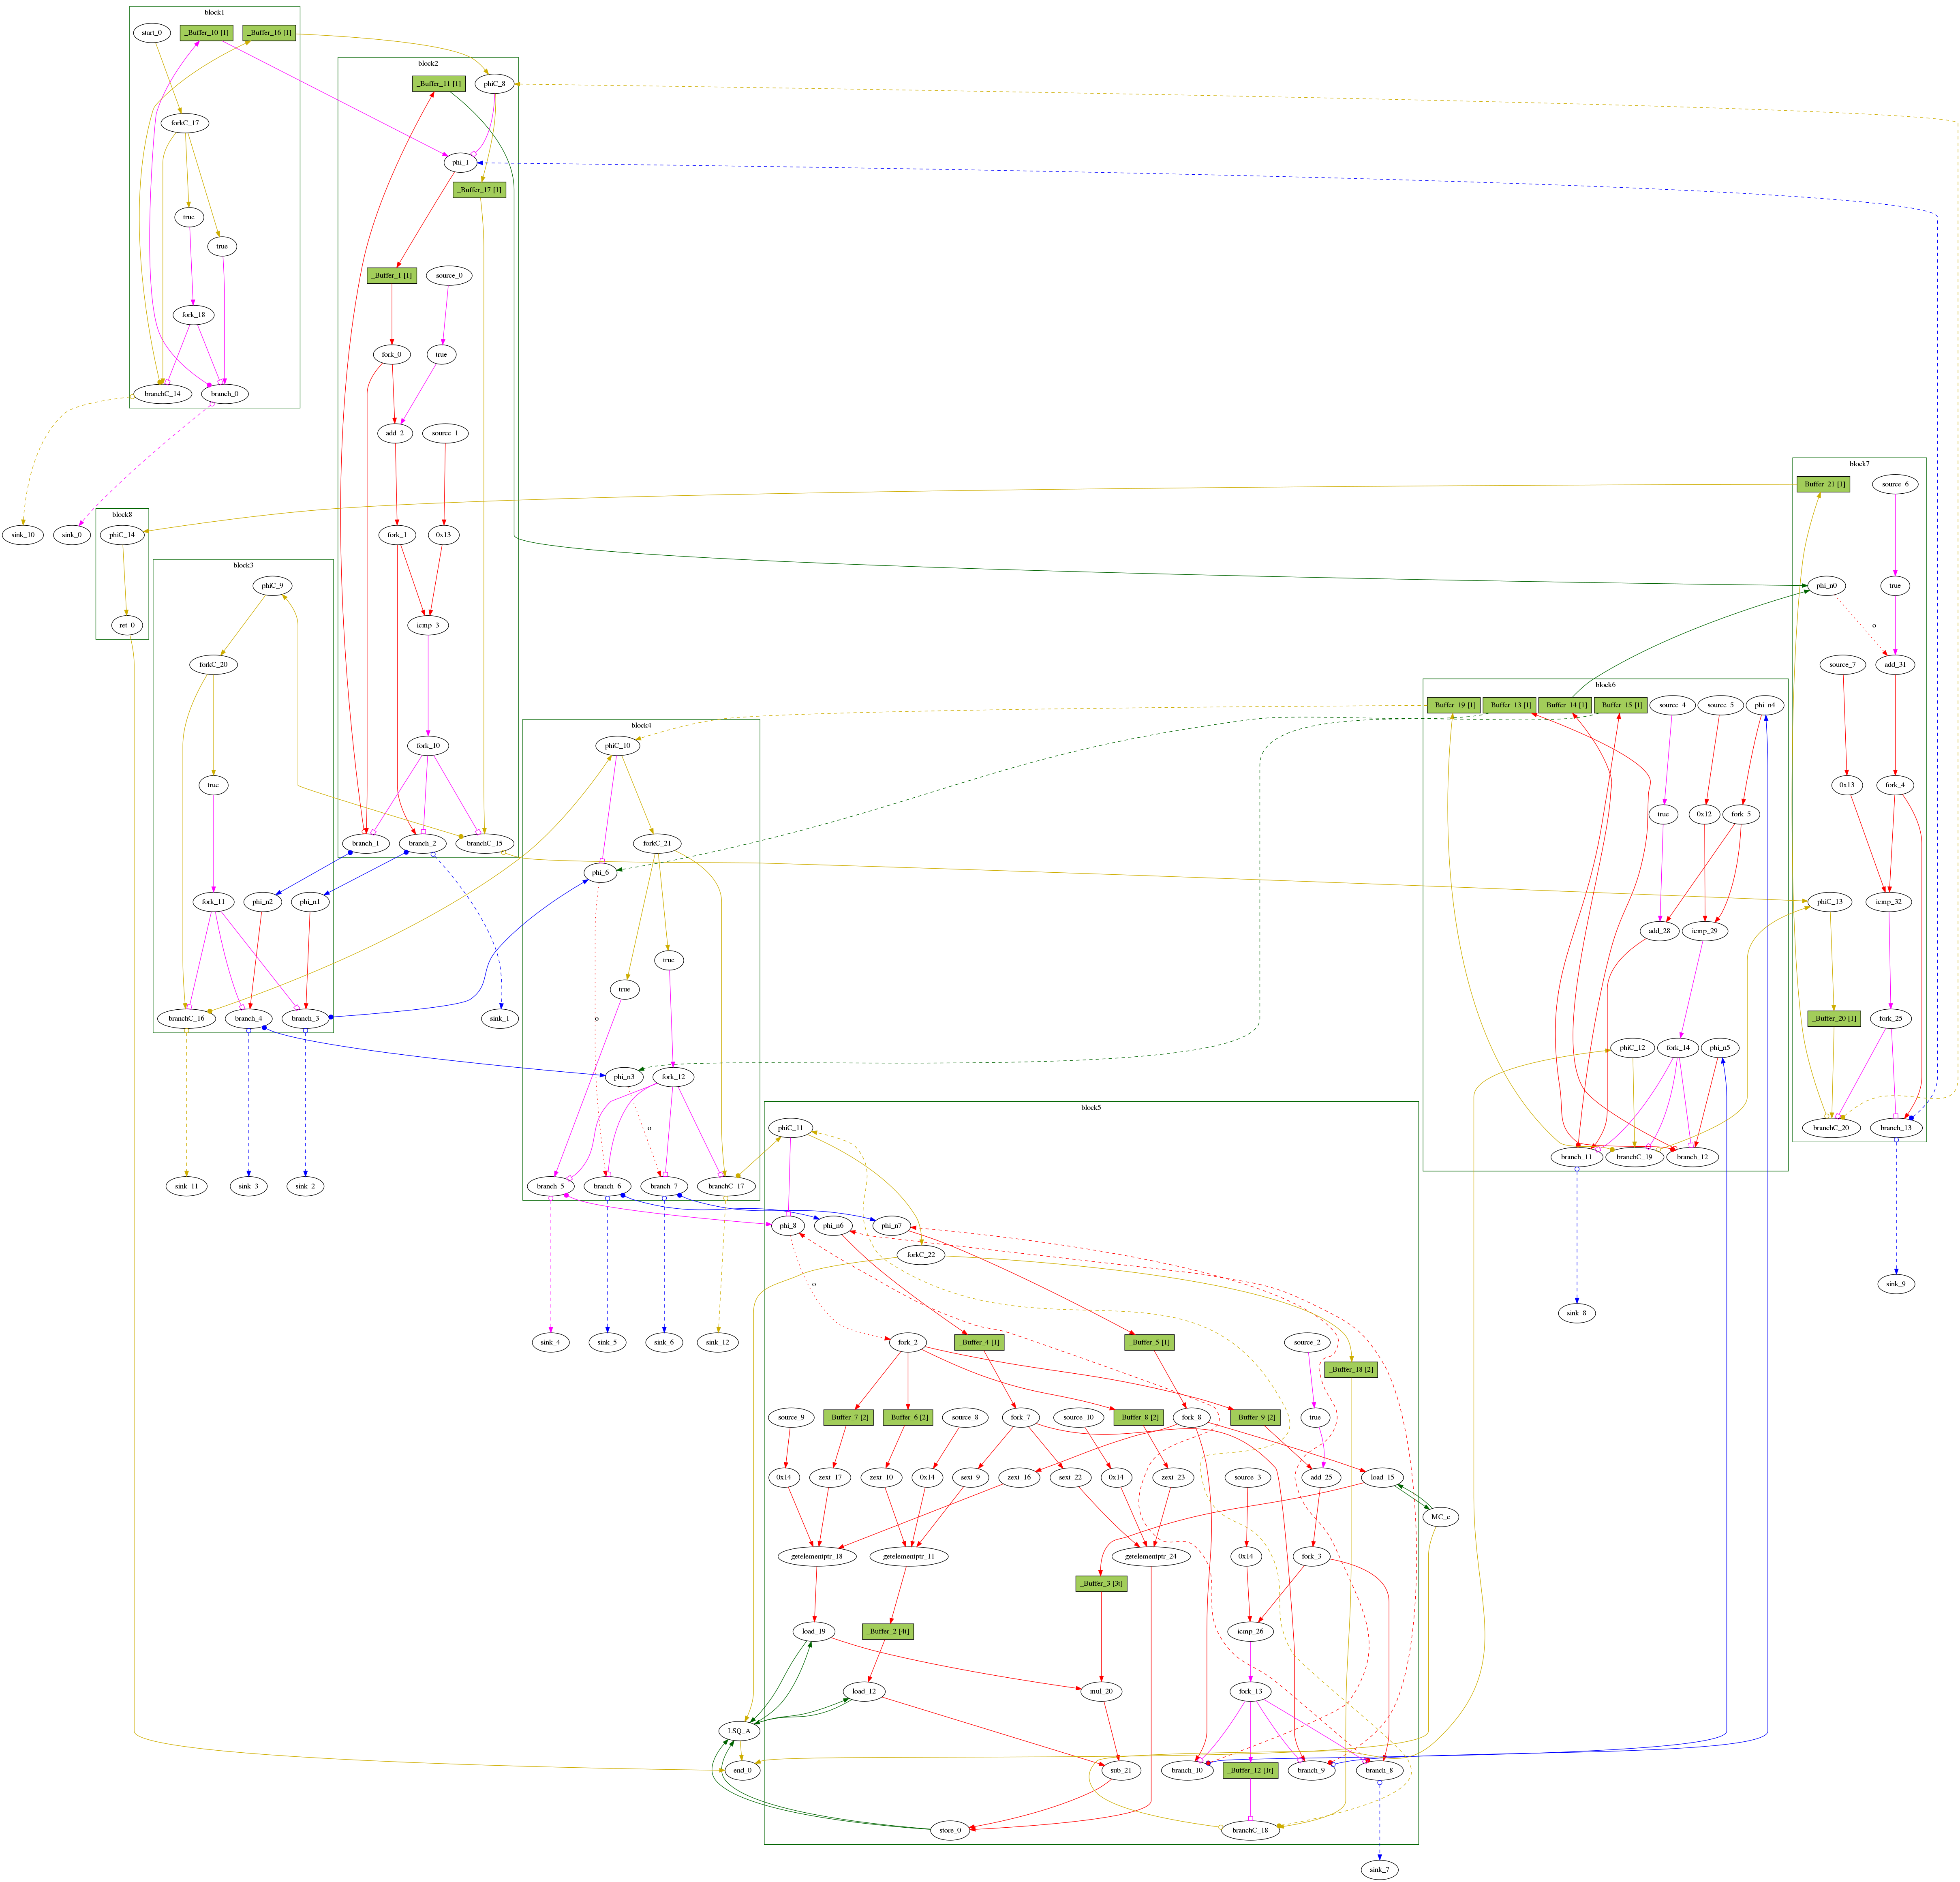 block1
start_0
_Buffer_10 [1]
_Buffer_16 [1]
forkC_17
true
true
fork_18
branchC_14
branch_0
block2
_Buffer_11 [1]
phiC_8
phi_1
_Buffer_17 [1]
_Buffer_1 [1]
source_0
fork_0
true
add_2
source_1
fork_1
0x13
icmp_3
fork_10
branch_1
branch_2
branchC_15
sink_10
sink_0
block8
phiC_14
ret_0
block3
phiC_9
forkC_20
true
fork_11
phi_n2
phi_n1
branchC_16
branch_4
branch_3
sink_1
sink_11
sink_3
sink_2
block4
phiC_10
forkC_21
phi_6
true
true
o
phi_n3
fork_12
o
branch_5
branch_6
branch_7
branchC_17
sink_4
sink_5
sink_6
sink_12
block7
_Buffer_21 [1]
source_6
phi_n0
true
o
source_7
add_31
0x13
fork_4
phiC_13
icmp_32
_Buffer_20 [1]
fork_25
branchC_20
branch_13
sink_9
block6
_Buffer_19 [1]
_Buffer_13 [1]
_Buffer_14 [1]
_Buffer_15 [1]
source_4
source_5
phi_n4
true
0x12
fork_5
add_28
icmp_29
phiC_12
fork_14
phi_n5
branch_11
branchC_19
branch_12
sink_8
block5
phiC_11
phi_8
phi_n6
phi_n7
forkC_22
o
fork_2
_Buffer_4 [1]
_Buffer_5 [1]
source_2
_Buffer_18 [2]
source_9
_Buffer_7 [2]
_Buffer_6 [2]
source_8
fork_7
source_10
_Buffer_8 [2]
fork_8
_Buffer_9 [2]
true
0x14
zext_17
zext_10
0x14
sext_9
zext_16
sext_22
0x14
zext_23
source_3
add_25
load_15
MC_c
getelementptr_18
getelementptr_11
getelementptr_24
0x14
fork_3
_Buffer_3 [3t]
load_19
_Buffer_2 [4t]
icmp_26
load_12
mul_20
fork_13
LSQ_A
end_0
sub_21
branch_10
_Buffer_12 [1t]
branch_9
branch_8
store_0
branchC_18
sink_7